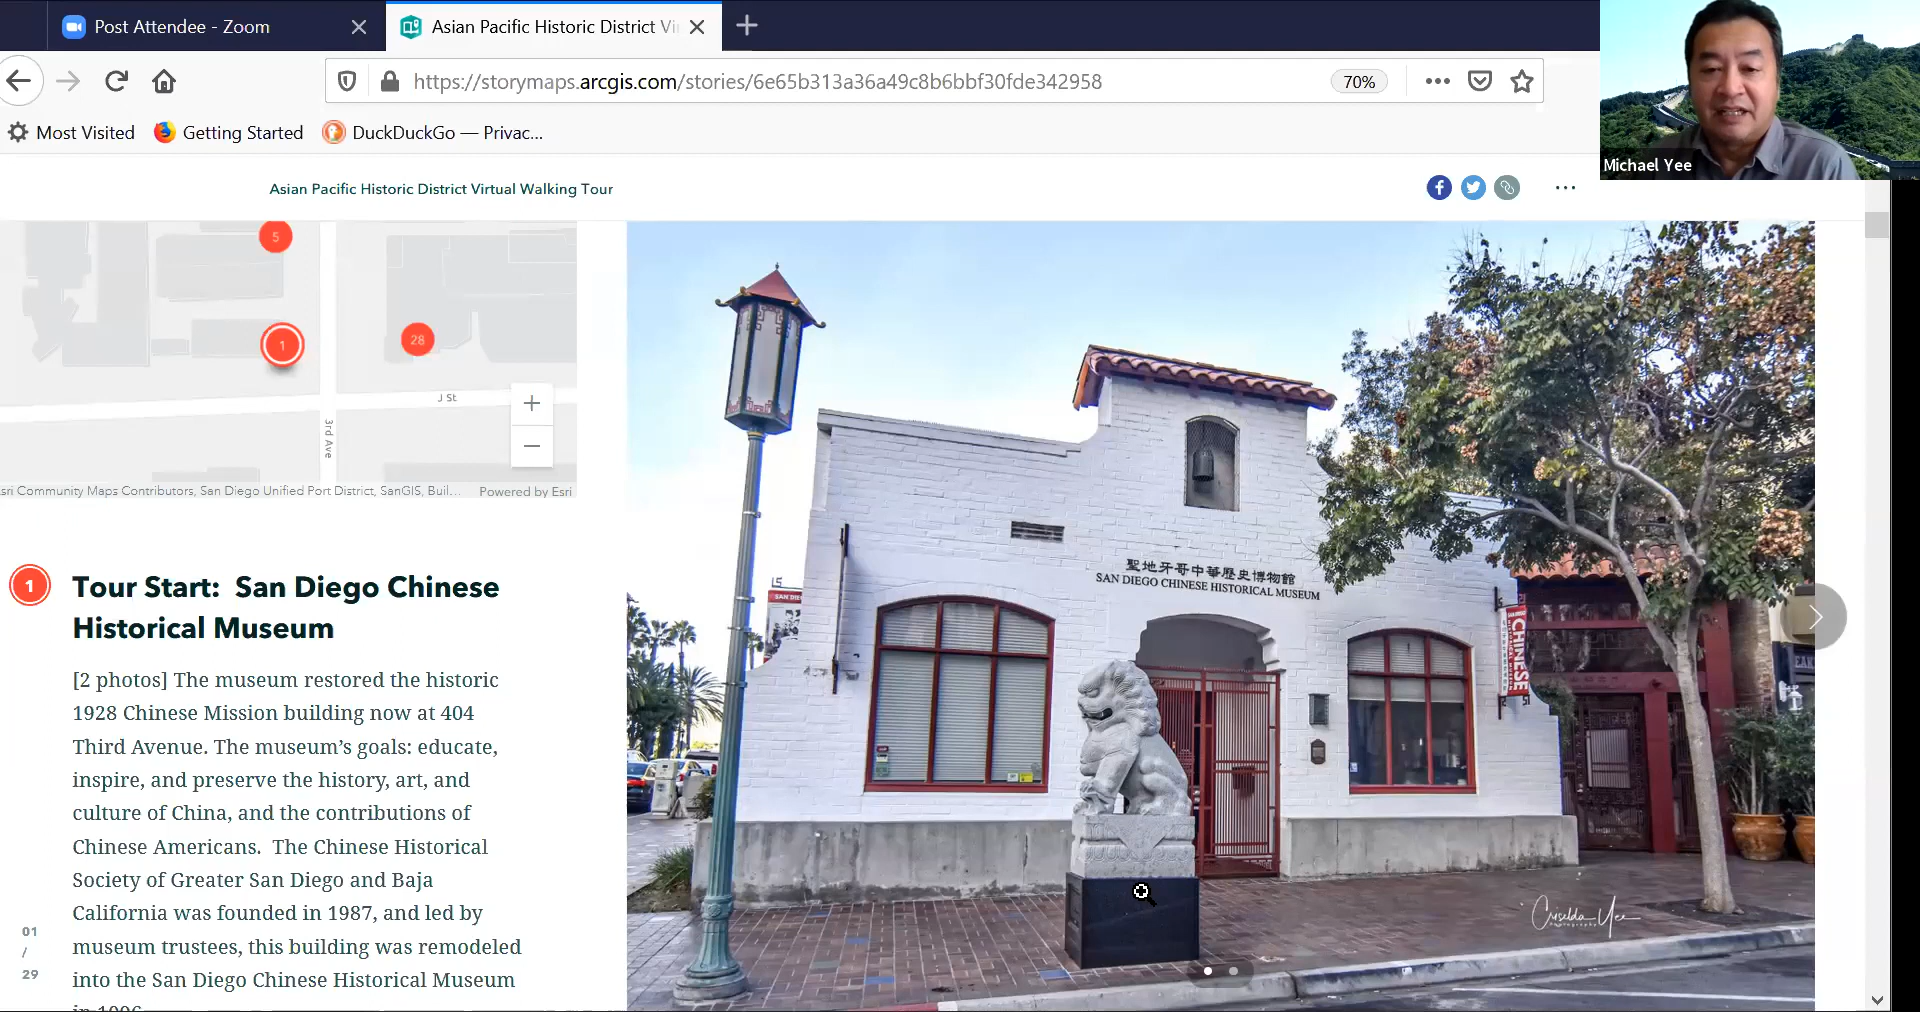 Post Attendee - Zoom
Asian Pacific Historic District Vi
https://storymaps.arcgis.com/stories/6e65b313a36a49c8b6bbf30fde342958
70%
Most Visited
Getting Started
DuckDuckGo — Privac...
Michael Yee
Asian Pacific Historic District Virtual Walking Tour
5
1
28
J St
3rd Ave
sri Community Maps Contributors, San Diego Unified Port District, SanGIS, Buil...
Powered by Esri
1
Tour Start: San Diego Chinese
Historical Museum
[2 photos] The museum restored the historic
1928 Chinese Mission building now at 404
Third Avenue. The museum’s goals: educate,
inspire, and preserve the history, art, and
culture of China, and the contributions of
Chinese Americans. The Chinese Historical
Society of Greater San Diego and Baja
California was founded in 1987, and led by
museum trustees, this building was remodeled
into the San Diego Chinese Historical Museum
01
/
29
聖地牙哥中華歷史博物館
SAN DIEGO CHINESE HISTORICAL MUSEUM
CHINESE
Criselda Yee